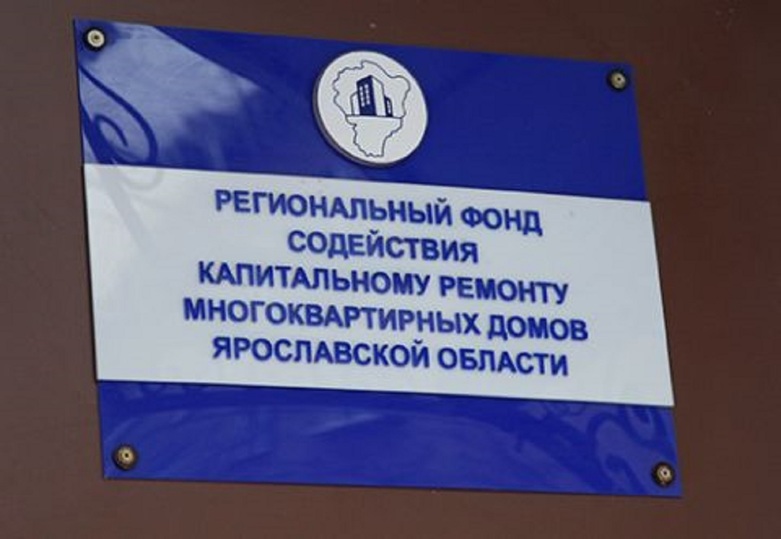 РЕГИОНАЛЬНЫЙ ФОНД
СОДЕЙСТВИЯ
КАПИТАЛЬНОМУ РЕМОНТУ
МНОГОКВАРТИРНЫХ ДОМОВ
ЯРОСЛАВСКОЙ ОБЛАСТИ